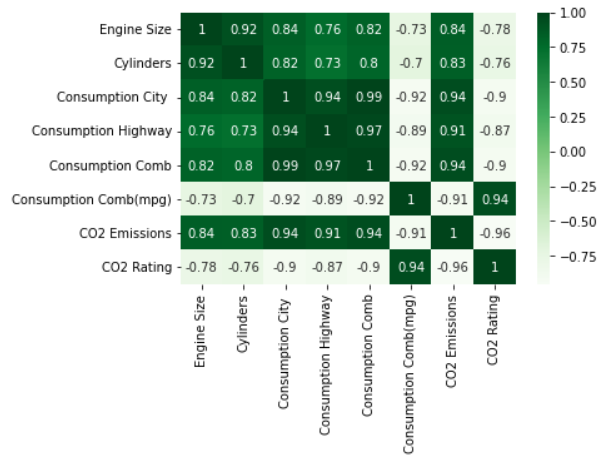 Engine Size 1 0.92 0.84 0.76 0.82 -0.73 0.84 -0.78
Cylinders 0.92 1 0.82 0.73 0.8 -0.7 0.83 -0.76
Consumption City 0.84 0.82 1 0.94 0.99 -0.92 0.94 -0.9
Consumption Highway 0.76 0.73 0.94 1 0.97 -0.89 0.91 -0.87
Consumption Comb 0.82 0.8 0.99 0.97 1 -0.92 0.94 -0.9
Consumption Comb(mpg) -0.73 -0.7 -0.92 -0.89 -0.92 1 -0.91 0.94
CO2 Emissions 0.84 0.83 0.94 0.91 0.94 -0.91 1 -0.96
CO2 Rating -0.78 -0.76 -0.9 -0.87 -0.9 0.94 -0.96 1
Engine Size
Cylinders
Consumption City
Consumption Highway
Consumption Comb
Consumption Comb(mpg)
CO2 Emissions
CO2 Rating
1.00
0.75
0.50
0.25
0.00
-0.25
-0.50
-0.75